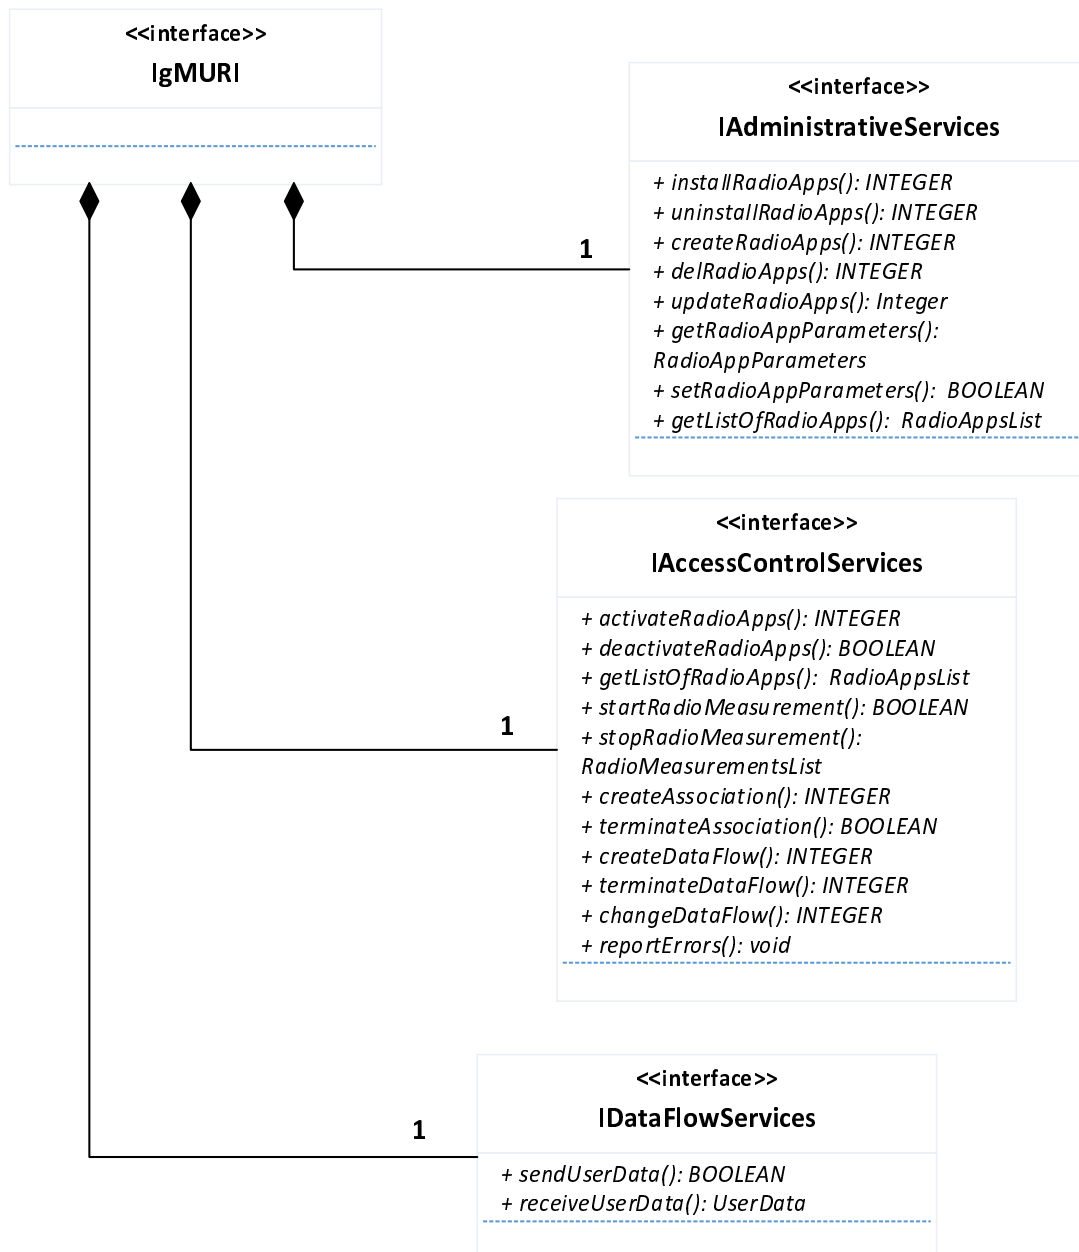 <<interface>>
IgMURI
<<interface>>
IAdministrativeServices
+ installRadioApps(): INTEGER
+ uninstallRadioApps(): INTEGER
+ createRadioApps(): INTEGER
+ delRadioApps(): INTEGER
+ updateRadioApps(): Integer
+ getRadioAppParameters():
RadioAppParameters
+ setRadioAppParameters(): BOOLEAN
+ getListOfRadioApps(): RadioAppsList
1
<<interface>>
IAccessControlServices
+ activateRadioApps(): INTEGER
+ deactivateRadioApps(): BOOLEAN
+ getListOfRadioApps(): RadioAppsList
+ startRadioMeasurement(): BOOLEAN
+ stopRadioMeasurement():
RadioMeasurementsList
+ createAssociation(): INTEGER
+ terminateAssociation(): BOOLEAN
+ createDataFlow(): INTEGER
+ terminateDataFlow(): INTEGER
+ changeDataFlow(): INTEGER
+ reportErrors(): void
1
<<interface>>
IDataFlowServices
+ sendUserData(): BOOLEAN
+ receiveUserData(): UserData
1